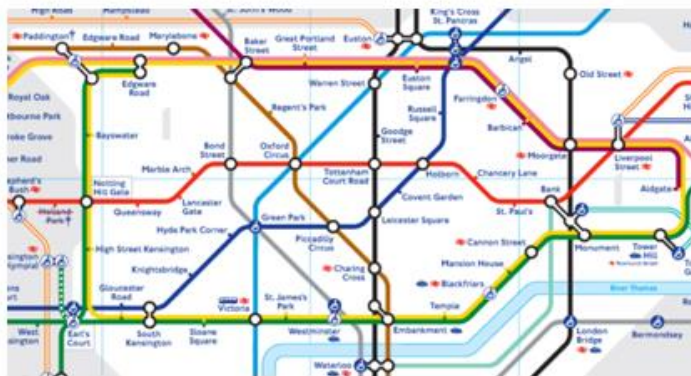 High Road
Hampstead
St. John's Wood
King's Cross
St. Pancras
Paddington
Edgware Road
Marylebone
Baker
Street
Great Portland
Street
Euston
Angel
Old Street
Edgware
Road
Warren Street
Euston
Square
Farringdon
Royal Oak
Regent's Park
Russell
Square
Barbican
Bayswater
Goodge
Street
Bond
Street
Oxford
Circus
Moorgate
Liverpool
Street
Marble Arch
Tottenham
Court Road
Holborn
Chancery Lane
Aldgate
Notting
Hill Gate
Bank
Holland
Park
Queensway
Lancaster
Gate
Covent Garden
St. Paul's
Green Park
Leicester Square
Hyde Park Corner
High Street Kensington
Piccadilly
Circus
Cannon Street
Monument
Tower
Hill
Mansion House
Knightsbridge
Charing
Cross
Blackfriars
Gloucester
Road
Victoria
St. James's
Park
Temple
River Thames
Earl's
Court
South
Kensington
Sloane
Square
Westminster
Embankment
London
Bridge
Bermondsey
West
Waterloo